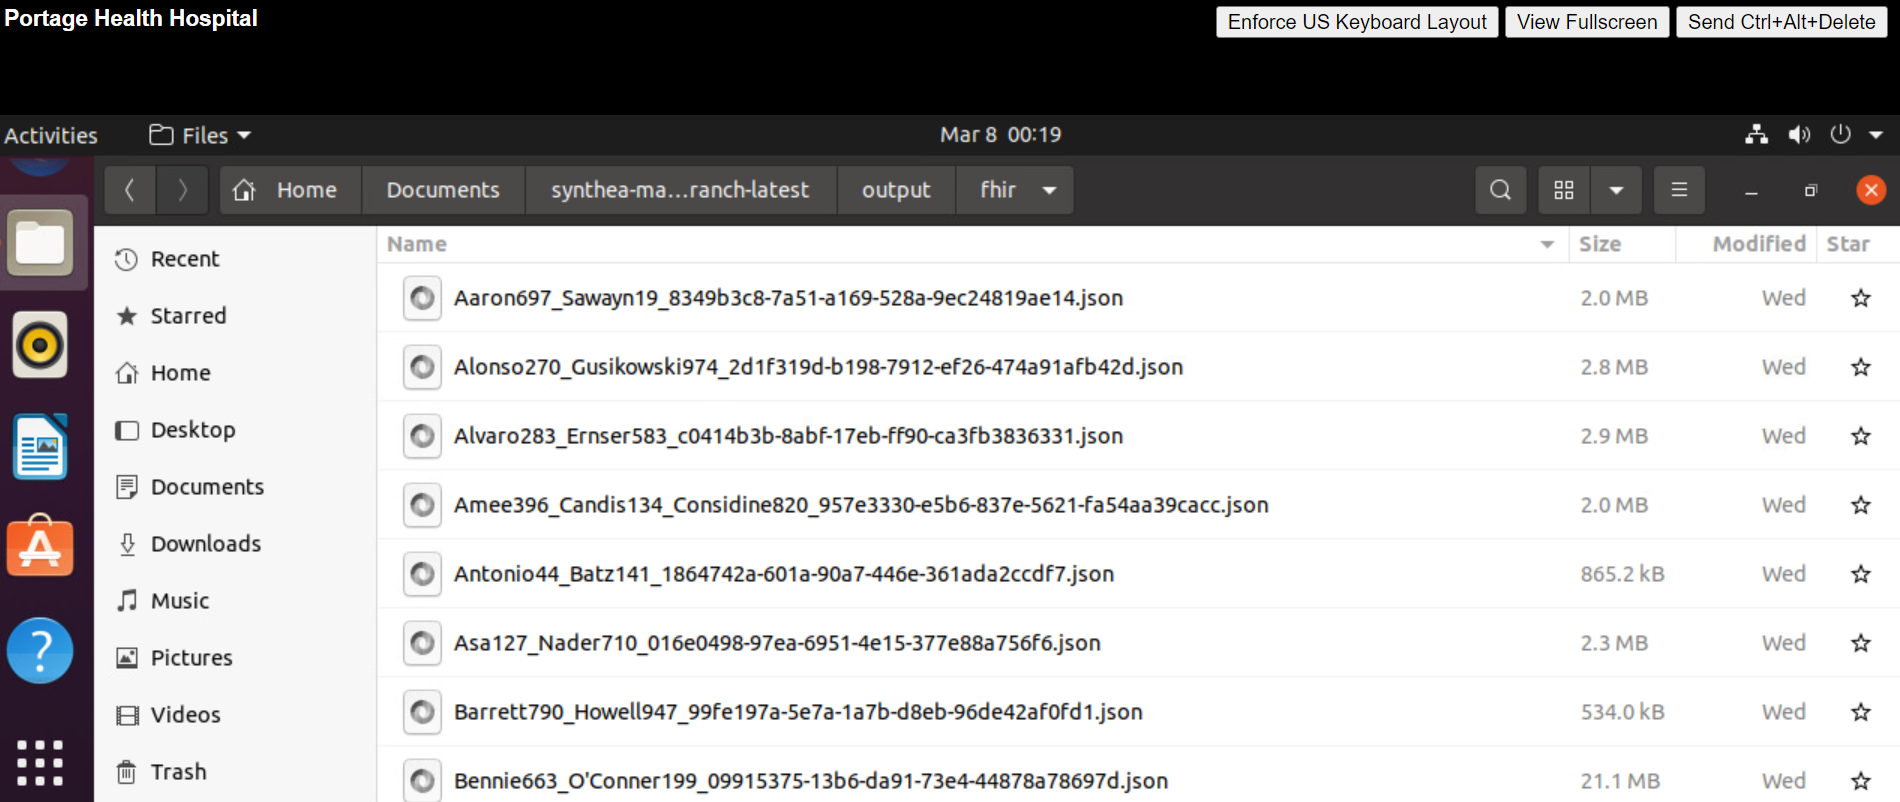 Portage Health Hospital
Enforce US Keyboard Layout View Fullscreen Send Ctrl+Alt+Delete
Activities Files Mar 8 00:19
Home Documents synthea-ma...ranch-latest output fhir
Recent
Starred
Home
Desktop
Documents
Downloads
Music
Pictures
Videos
Trash
Name Size Modified Star
Aaron697_Sawayn19_8349b3c8-7a51-a169-528a-9ec24819ae14.json 2.0 MB Wed
Alonso270_Gusikowski974_2d1f319d-b198-7912-ef26-474a91afb42d.json 2.8 MB Wed
Alvaro283_Ernser583_c0414b3b-8abf-17eb-ff90-ca3fb3836331.json 2.9 MB Wed
Amee396_Candis134_Considine820_957e3330-e5b6-837e-5621-fa54aa39cacc.json 2.0 MB Wed
Antonio44_Batz141_1864742a-601a-90a7-446e-361ada2ccdf7.json 865.2 kB Wed
Asa127_Nader710_016e0498-97ea-6951-4e15-377e88a756f6.json 2.3 MB Wed
Barrett790_Howell947_99fe197a-5e7a-1a7b-d8eb-96de42af0fd1.json 534.0 kB Wed
Bennie663_O'Conner199_09915375-13b6-da91-73e4-44878a78697d.json 21.1 MB Wed